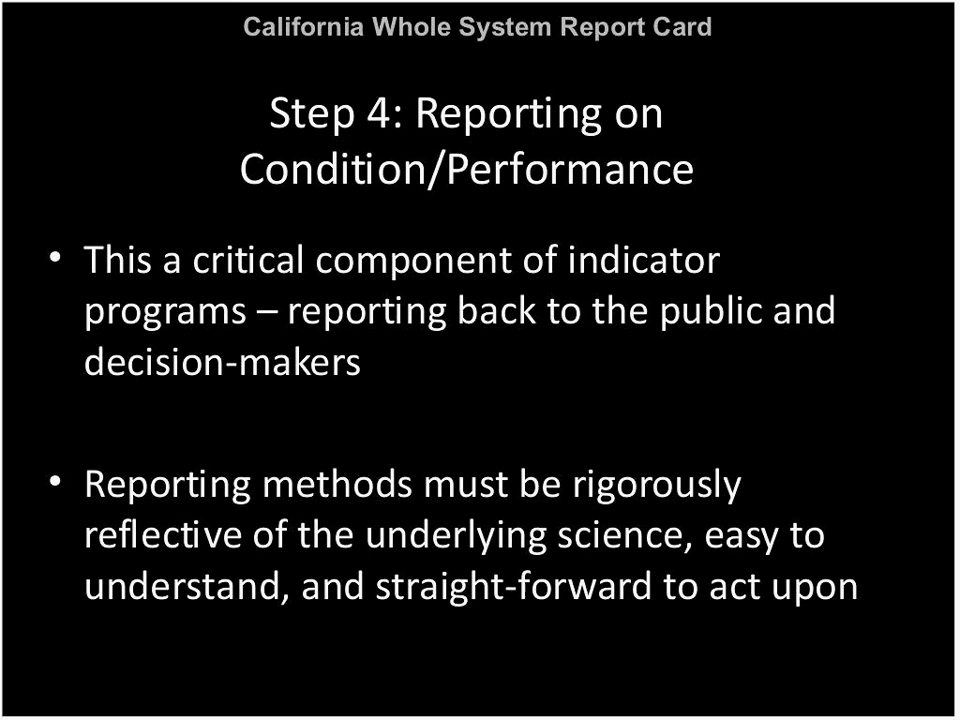 California Whole System Report Card
Step 4: Reporting on
Condition/Performance
• This a critical component of indicator
programs – reporting back to the public and
decision-makers
• Reporting methods must be rigorously
reflective of the underlying science, easy to
understand, and straight-forward to act upon